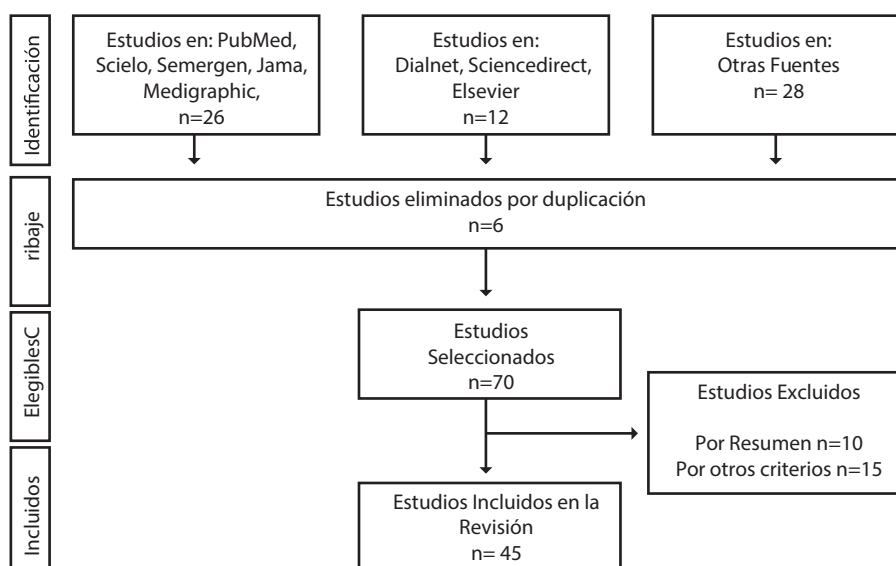 Identificación
Estudios en: PubMed,
Scielo, Semergen, Jama,
Medigraphic,
n=26
Estudios en:
Dialnet, Sciencedirect,
Elsevier
n=12
Estudios en:
Otras Fuentes
n= 28
ribaje
Estudios eliminados por duplicación
n=6
ElegiblesC
Estudios
Seleccionados
n=70
Estudios Excluidos
Por Resumen n=10
Por otros criterios n=15
Incluidos
Estudios Incluidos en la
Revisión
n= 45